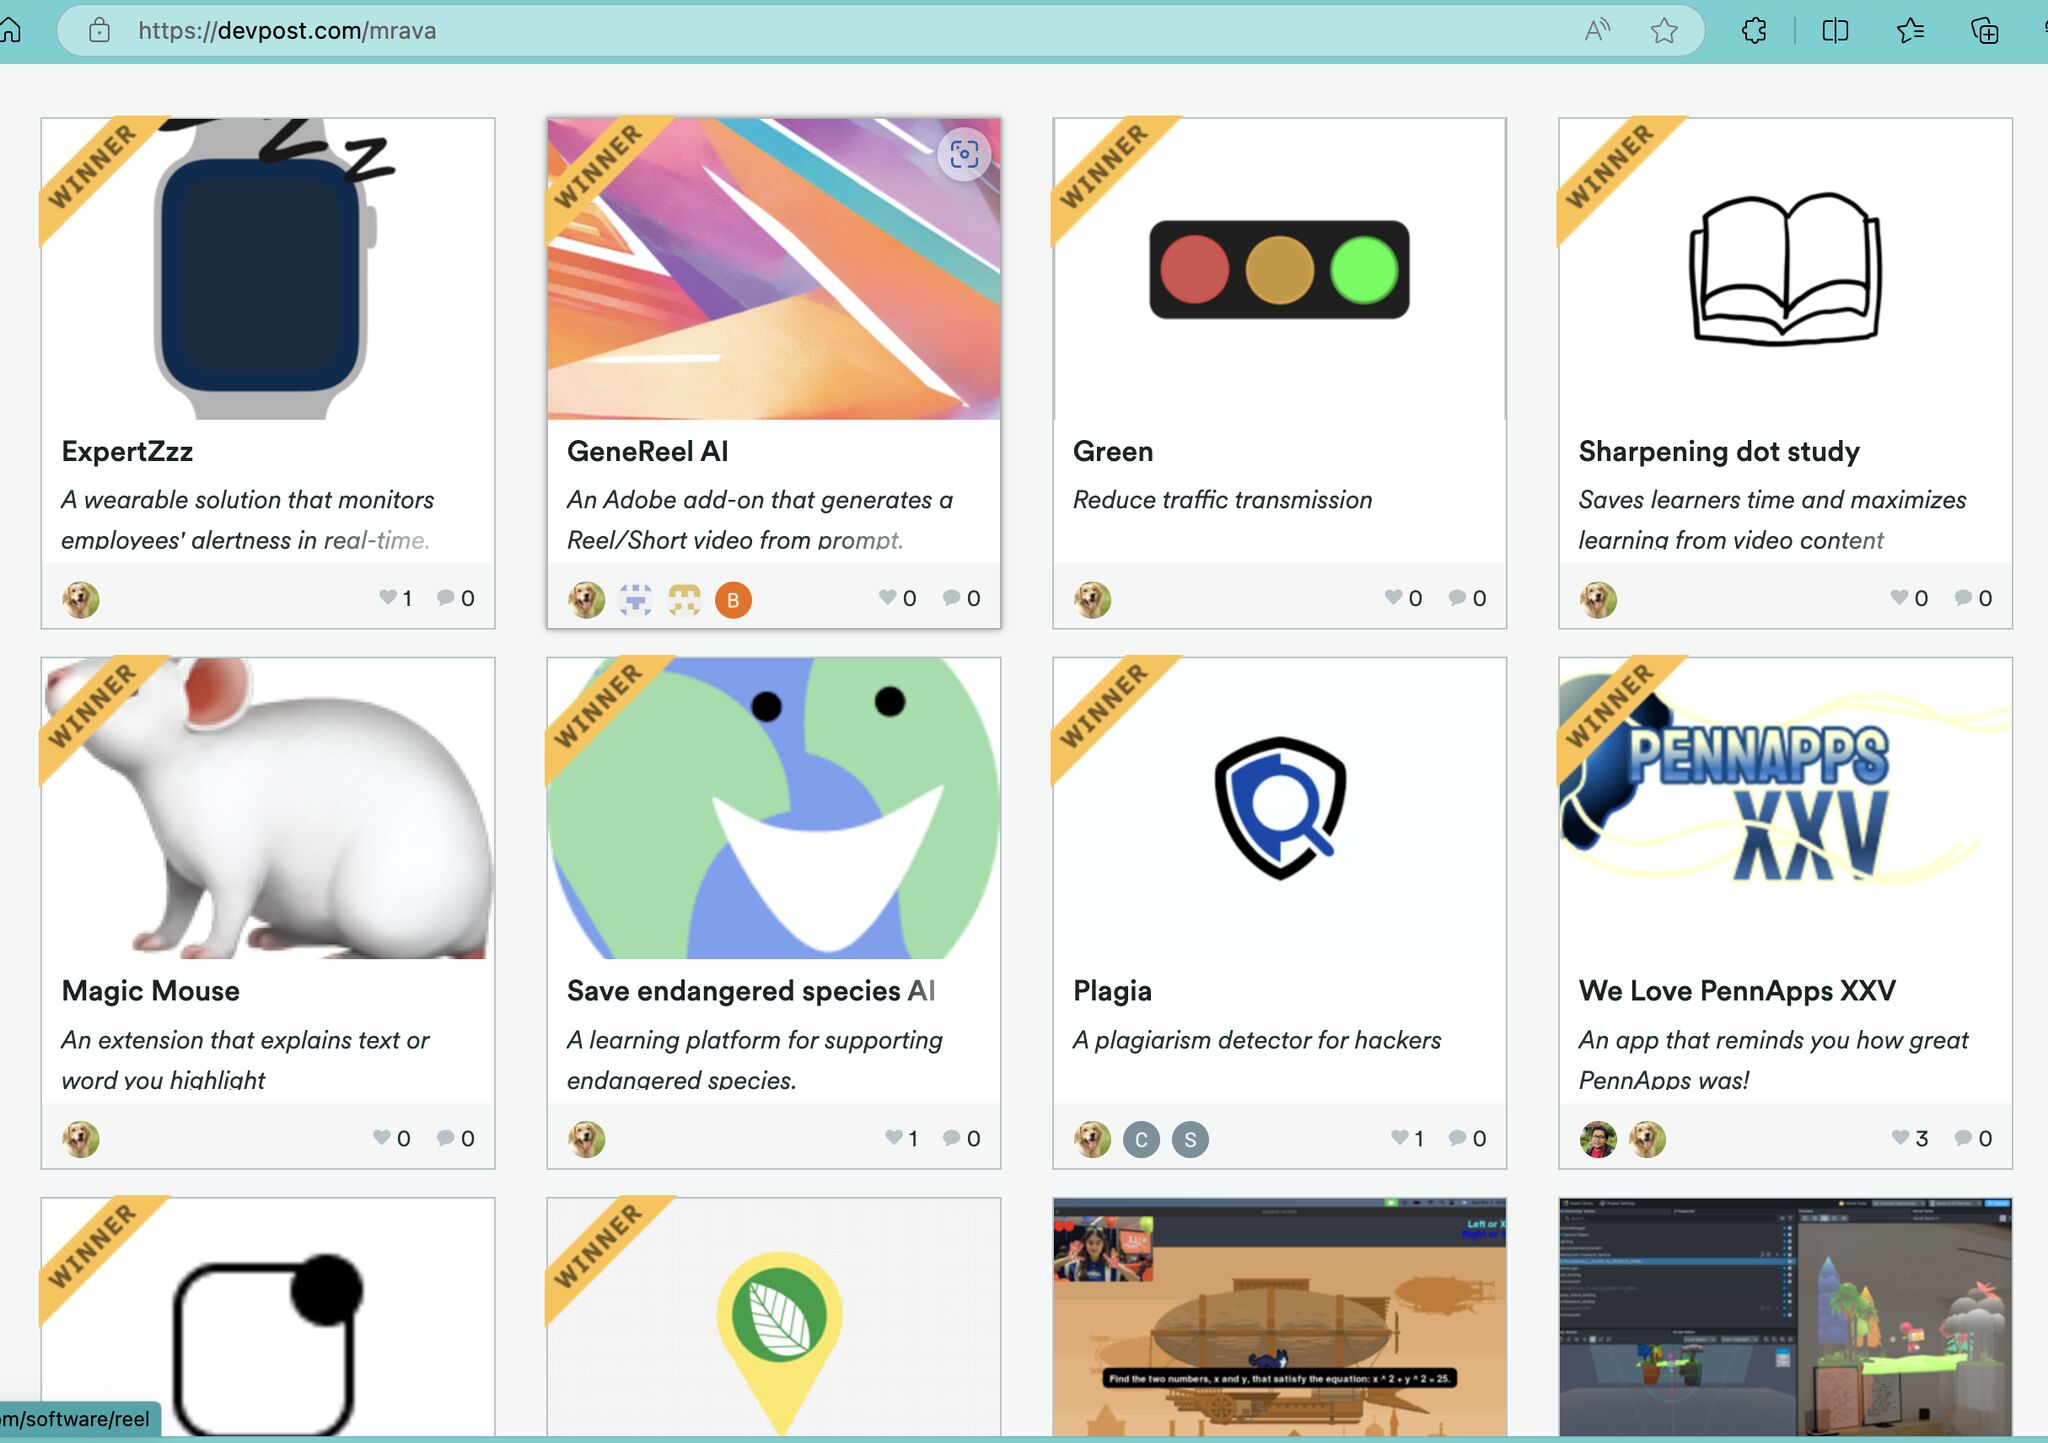 https://devpost.com/mrava
WINNER
WINNER
WINNER
WINNER
Z z
ExpertZzz
A wearable solution that monitors
employees' alertness in real-time.
1 0
GeneReel AI
An Adobe add-on that generates a
Reel/Short video from prompt.
B
0 0
Green
Reduce traffic transmission
0 0
Sharpening dot study
Saves learners time and maximizes
learning from video content
0 0
WINNER
WINNER
WINNER
WINNER
PENNAPPS
XXV
Magic Mouse
An extension that explains text or
word you highlight
0 0
Save endangered species AI
A learning platform for supporting
endangered species.
1 0
Plagia
A plagiarism detector for hackers
C S
1 0
We Love PennApps XXV
An app that reminds you how great
PennApps was!
3 0
WINNER
WINNER
Left or X
Find the two numbers, x and y, that satisfy the equation: x ^ 2 + y ^ 2 = 25.
om/software/reel